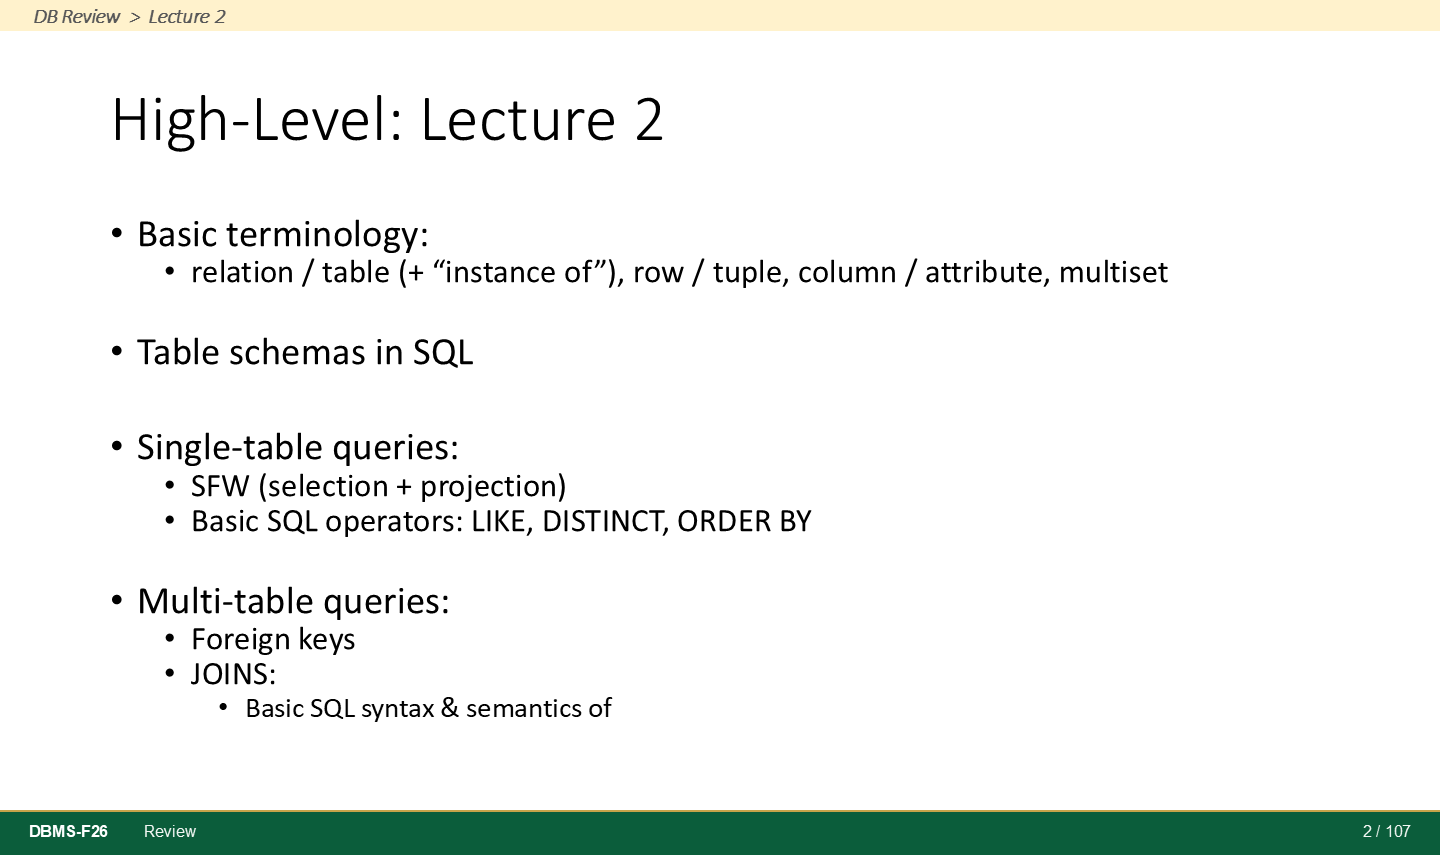 DB Review > Lecture 2
High-Level: Lecture 2
• Basic terminology:
• relation / table (+ “instance of”), row / tuple, column / attribute, multiset
• Table schemas in SQL
• Single-table queries:
• SFW (selection + projection)
• Basic SQL operators: LIKE, DISTINCT, ORDER BY
• Multi-table queries:
• Foreign keys
• JOINS:
• Basic SQL syntax & semantics of
DBMS-F26 Review 2 / 107